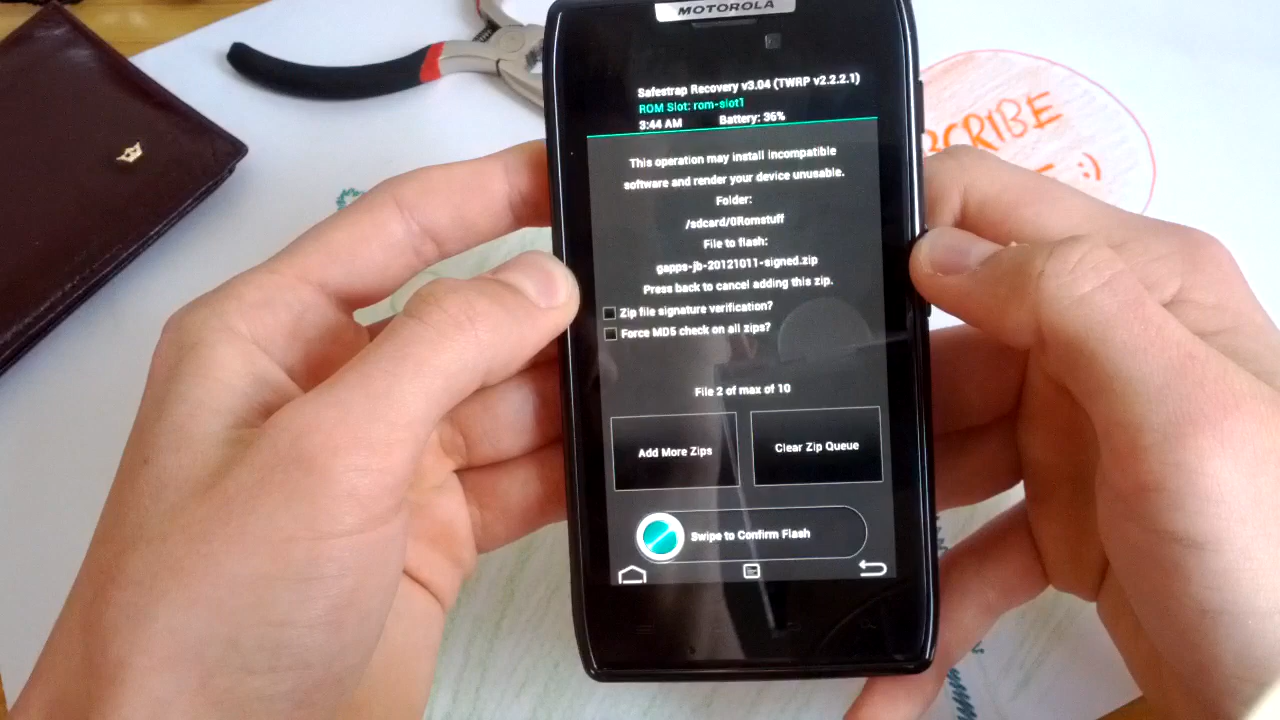 MOTOROLA
Safestrap Recovery v3.04 (TWRP v2.2.2.1)
ROM Slot: rom-slot1
3:44 AM Battery: 36%
This operation may install incompatible
software and render your device unusable.
Folder:
/sdcard/0Romstuff
File to flash:
gapps-jb-20121011-signed.zip
Press back to cancel adding this zip.
Zip file signature verification?
Force MD5 check on all zips?
File 2 of max of 10
Add More Zips
Clear Zip Queue
Swipe to Confirm Flash
SCRIBE
:)